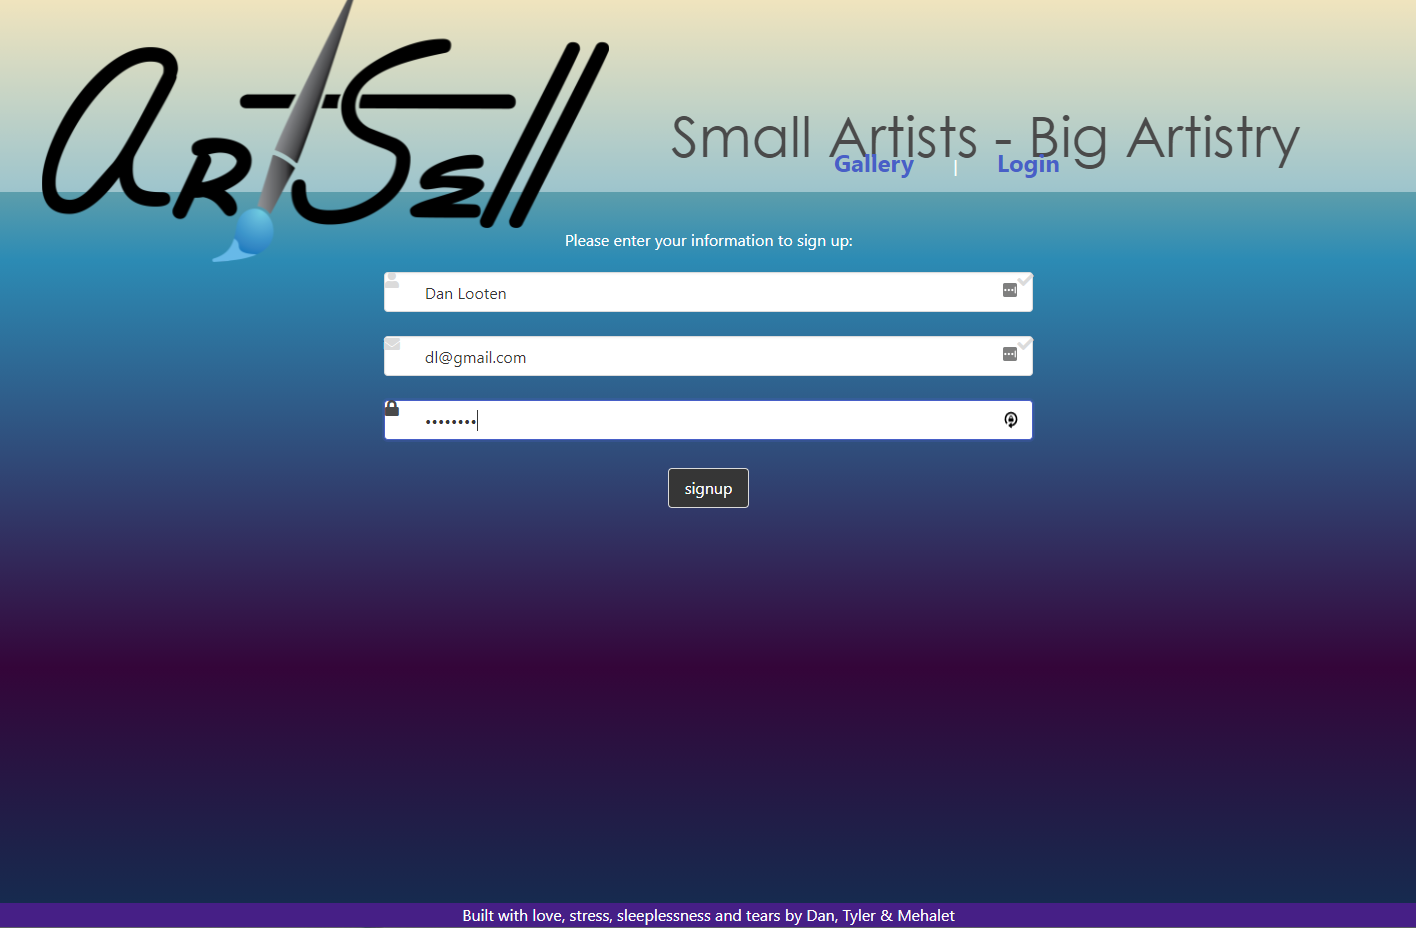 ArtSell
Small Artists - Big Artistry
Gallery | Login
Please enter your information to sign up:
Dan Looten
dl@gmail.com
••••••••
signup
Built with love, stress, sleeplessness and tears by Dan, Tyler & Mehalet